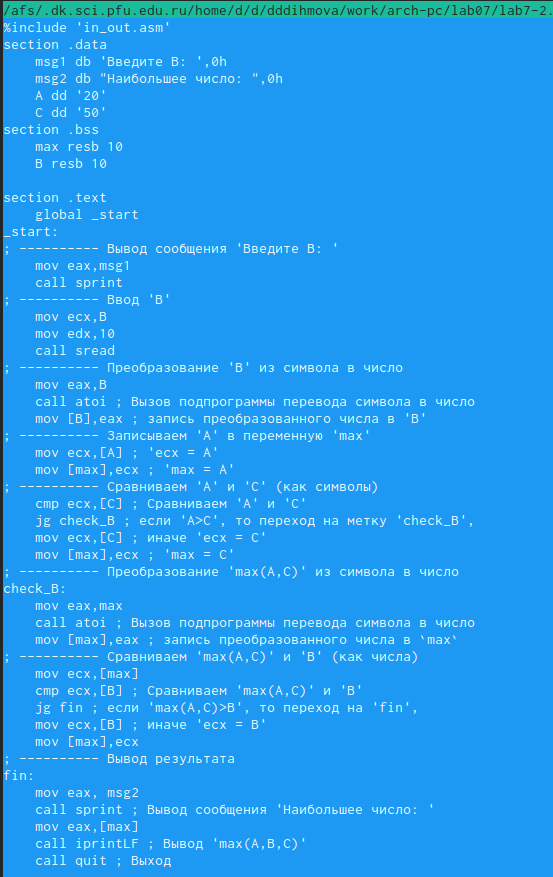 /afs/.dk.sci.pfu.edu.ru/home/d/d/dddihmova/work/arch-pc/lab07/lab7-2.
%include 'in_out.asm'
section .data
    msg1 db 'Введите B: ',0h
    msg2 db "Наибольшее число: ",0h
    A dd '20'
    C dd '50'
section .bss
    max resb 10
    B resb 10

section .text
    global _start
_start:
; ---------- Вывод сообщения 'Введите B: '
    mov eax,msg1
    call sprint
; ---------- Ввод 'B'
    mov ecx,B
    mov edx,10
    call sread
; ---------- Преобразование 'B' из символа в число
    mov eax,B
    call atoi ; Вызов подпрограммы перевода символа в число
    mov [B],eax ; запись преобразованного числа в 'B'
; ---------- Записываем 'A' в переменную 'max'
    mov ecx,[A] ; 'ecx = A'
    mov [max],ecx ; 'max = A'
; ---------- Сравниваем 'A' и 'C' (как символы)
    cmp ecx,[C] ; Сравниваем 'A' и 'C'
    jg check_B ; если 'A>C', то переход на метку 'check_B',
    mov ecx,[C] ; иначе 'ecx = C'
    mov [max],ecx ; 'max = C'
; ---------- Преобразование 'max(A,C)' из символа в число
check_B:
    mov eax,max
    call atoi ; Вызов подпрограммы перевода символа в число
    mov [max],eax ; запись преобразованного числа в `max`
; ---------- Сравниваем 'max(A,C)' и 'B' (как числа)
    mov ecx,[max]
    cmp ecx,[B] ; Сравниваем 'max(A,C)' и 'B'
    jg fin ; если 'max(A,C)>B', то переход на 'fin',
    mov ecx,[B] ; иначе 'ecx = B'
    mov [max],ecx
; ---------- Вывод результата
fin:
    mov eax, msg2
    call sprint ; Вывод сообщения 'Наибольшее число: '
    mov eax,[max]
    call iprintLF ; Вывод 'max(A,B,C)'
    call quit ; Выход